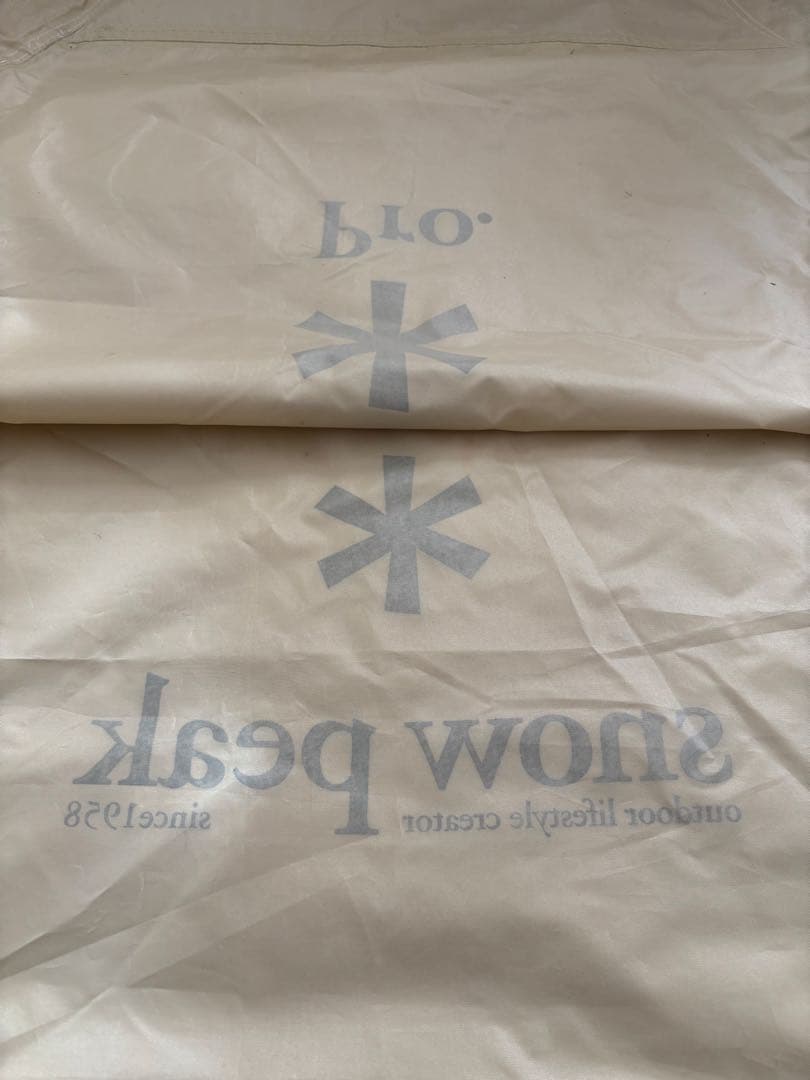 Pro.
snow peak
outdoor lifestyle creator since1958